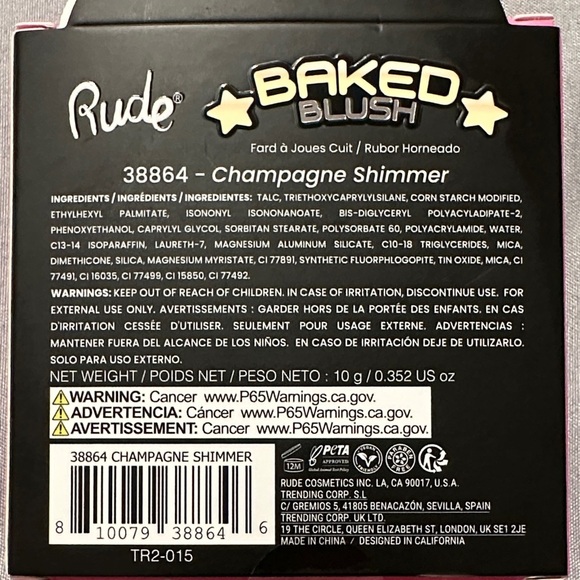 Rude®
BAKED
BLUSH
Fard à Joues Cuit / Rubor Horneado
38864 - Champagne Shimmer
INGREDIENTS / INGRÉDIENTS / INGREDIENTES: TALC, TRIETHOXYCAPRYLYLSILANE, CORN STARCH MODIFIED,
ETHYLHEXYL PALMITATE, ISONONYL ISONONANOATE, BIS-DIGLYCERYL POLYACYLADIPATE-2,
PHENOXYETHANOL, CAPRYLYL GLYCOL, SORBITAN STEARATE, POLYSORBATE 60, POLYACRYLAMIDE, WATER,
C13-14 ISOPARAFFIN, LAURETH-7, MAGNESIUM ALUMINUM SILICATE, C10-18 TRIGLYCERIDES, MICA,
DIMETHICONE, SILICA, MAGNESIUM MYRISTATE, CI 77891, SYNTHETIC FLUORPHLOGOPITE, TIN OXIDE, MICA, CI
77491, CI 16035, CI 77499, CI 15850, CI 77492.
WARNINGS: KEEP OUT OF REACH OF CHILDREN. IN CASE OF IRRITATION, DISCONTINUE USE. FOR
EXTERNAL USE ONLY. AVERTISSEMENTS : GARDER HORS DE LA PORTÉE DES ENFANTS. EN CAS
D'IRRITATION CESSÉE D'UTILISER. SEULEMENT POUR USAGE EXTERNE. ADVERTENCIAS :
MANTENER FUERA DEL ALCANCE DE LOS NIÑOS. EN CASO DE IRRITACIÓN DEJE DE UTILIZARLO.
SOLO PARA USO EXTERNO.
NET WEIGHT / POIDS NET / PESO NETO : 10 g / 0.352 US oz
WARNING: Cancer www.P65Warnings.ca.gov.
ADVERTENCIA: Cáncer www.P65Warnings.ca.gov.
AVERTISSEMENT: Cancer www.P65Warnings.ca.gov.
38864 CHAMPAGNE SHIMMER
8 10079 38864 6
TR2-015
12M
PETA
APPROVED
Global Animal Test Policy
VEGAN
FRIENDLY
PARABEN
FREE
RUDE COSMETICS INC. LA, CA 90017, U.S.A.
TRENDING CORP. S.L
C/ GREMIOS 5, 41805 BENACAZÓN, SEVILLA, SPAIN
TRENDING CORP. UK LTD.
19 THE CIRCLE, QUEEN ELIZABETH ST, LONDON, UK SE1 2JE
MADE IN CHINA / DESIGNED IN CALIFORNIA